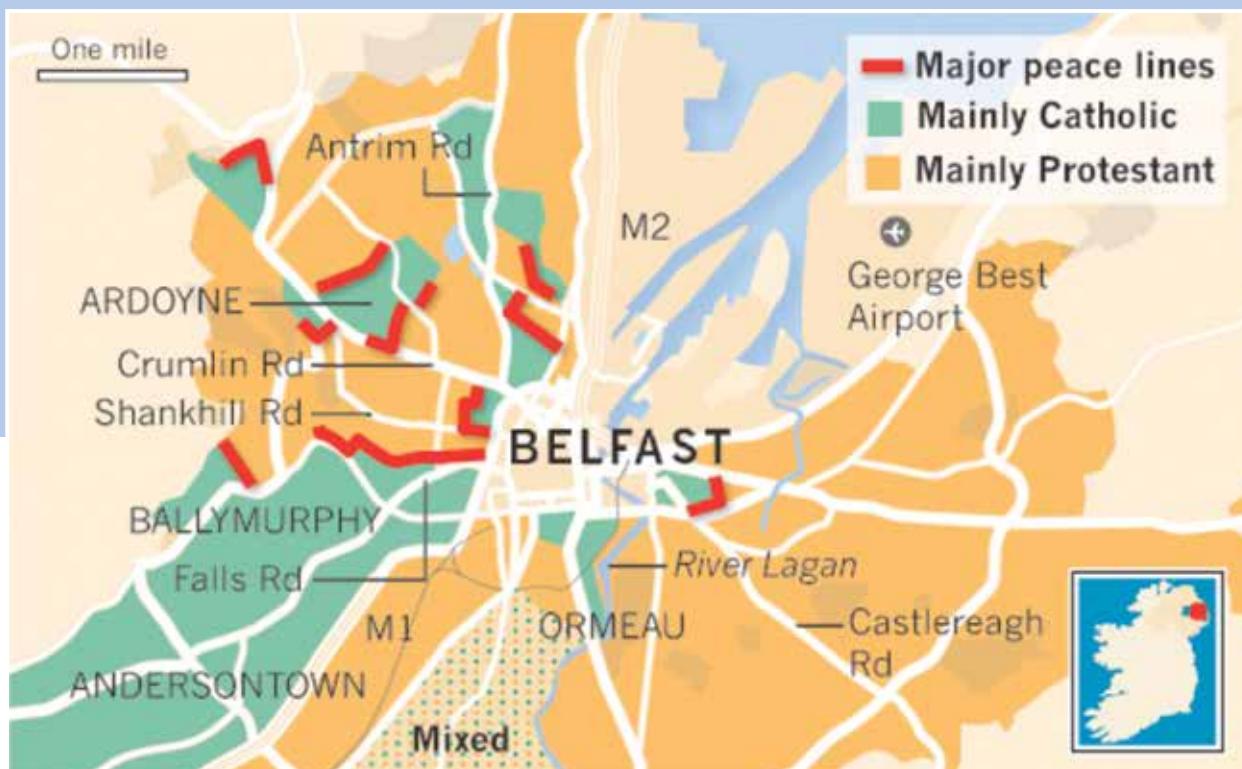 One mile
Major peace lines
Mainly Catholic
Mainly Protestant
Antrim Rd
M2
George Best
Airport
ARDOYNE
Crumlin Rd
Shankhill Rd
BELFAST
BALLYMURPHY
Falls Rd
River Lagan
M1
ORMEAU
Castlereagh
Rd
ANDERSONTOWN
Mixed